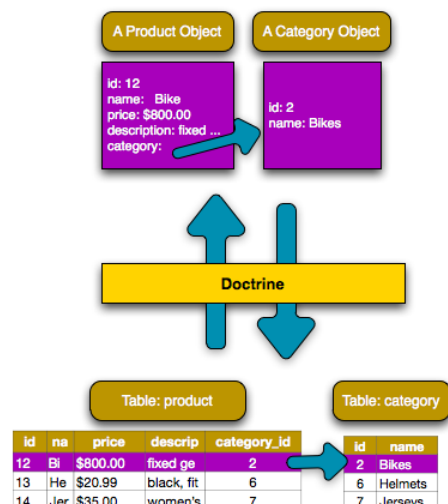 A Product Object
A Category Object
id: 12
name: Bike
price: $800.00
description: fixed ...
category:
id: 2
name: Bikes
Doctrine
Table: product
Table: category
id na price descrip category_id
12 Bi $800.00 fixed ge 2
13 He $20.99 black, fit 6
14 Jer $35.00 women's 7
id name
2 Bikes
6 Helmets
7 Jerseys